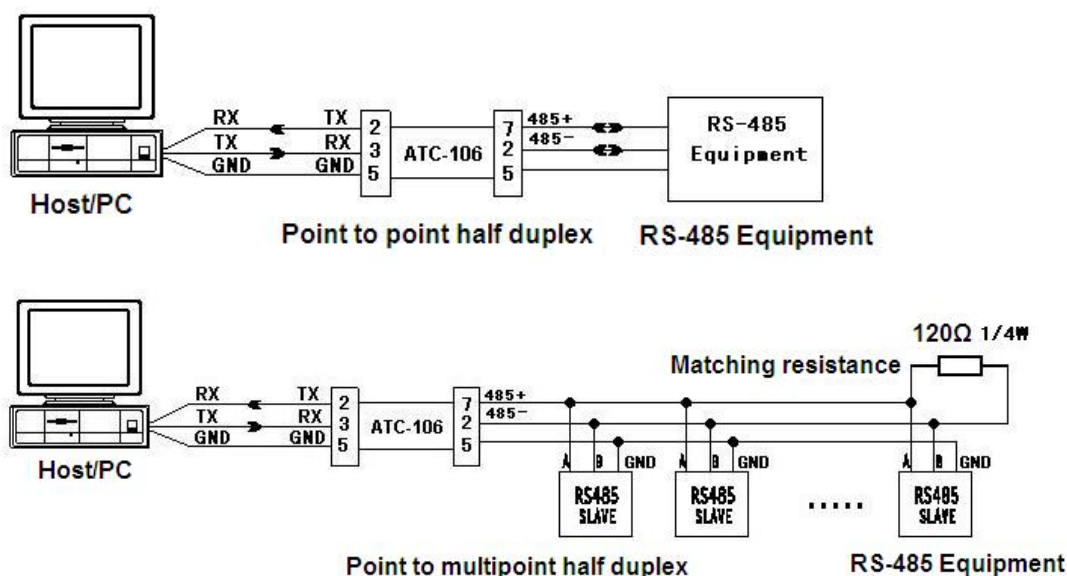 RX TX
TX RX
GND GND
2
3
5
ATC-106
7
2
5
485+
485-
RS-485
Equipment
Host/PC
Point to point half duplex
RS-485 Equipment
120Ω 1/4W
Matching resistance
RX TX
TX RX
GND GND
2
3
5
ATC-106
7
2
5
485+
485-
Host/PC
A B GND
A B GND
A B GND
RS485
SLAVE
RS485
SLAVE
.....
RS485
SLAVE
Point to multipoint half duplex
RS-485 Equipment